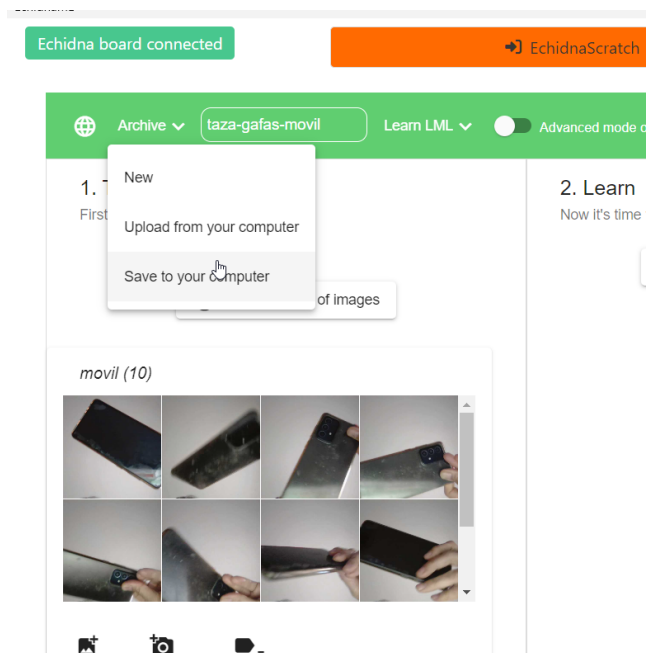 Echidna board connected
EchidnaScratch
Archive
taza-gafas-movil
Learn LML
Advanced mode
New
Upload from your computer
Save to your computer
1.
First
of images
2. Learn
Now it's time
movil (10)